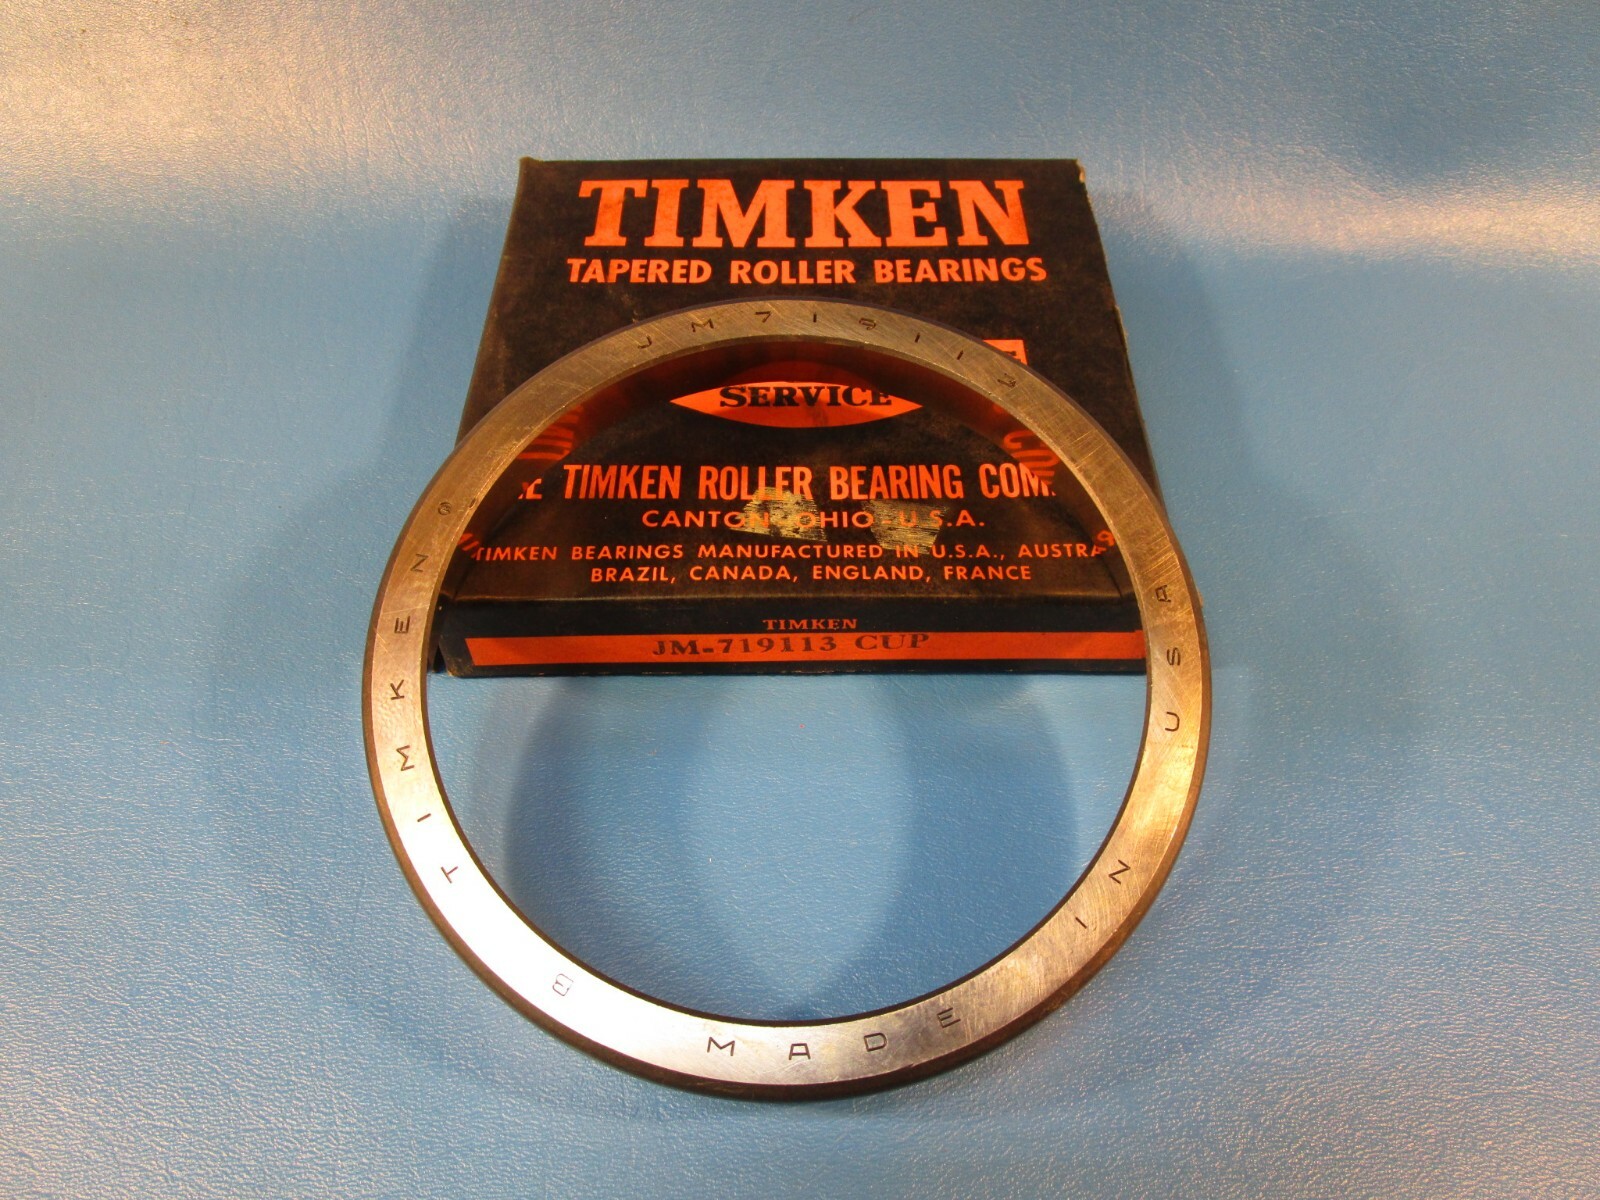 TIMKEN
TAPERED ROLLER BEARINGS
SERVICE
TIMKEN ROLLER BEARING COM
CANTON OHIO - U.S.A.
TIMKEN BEARINGS MANUFACTURED IN U.S.A., AUSTRA
BRAZIL, CANADA, ENGLAND, FRANCE
TIMKEN
JM-719113 CUP
JM719113
USA
IN
MADE
B
TIMKEN ®